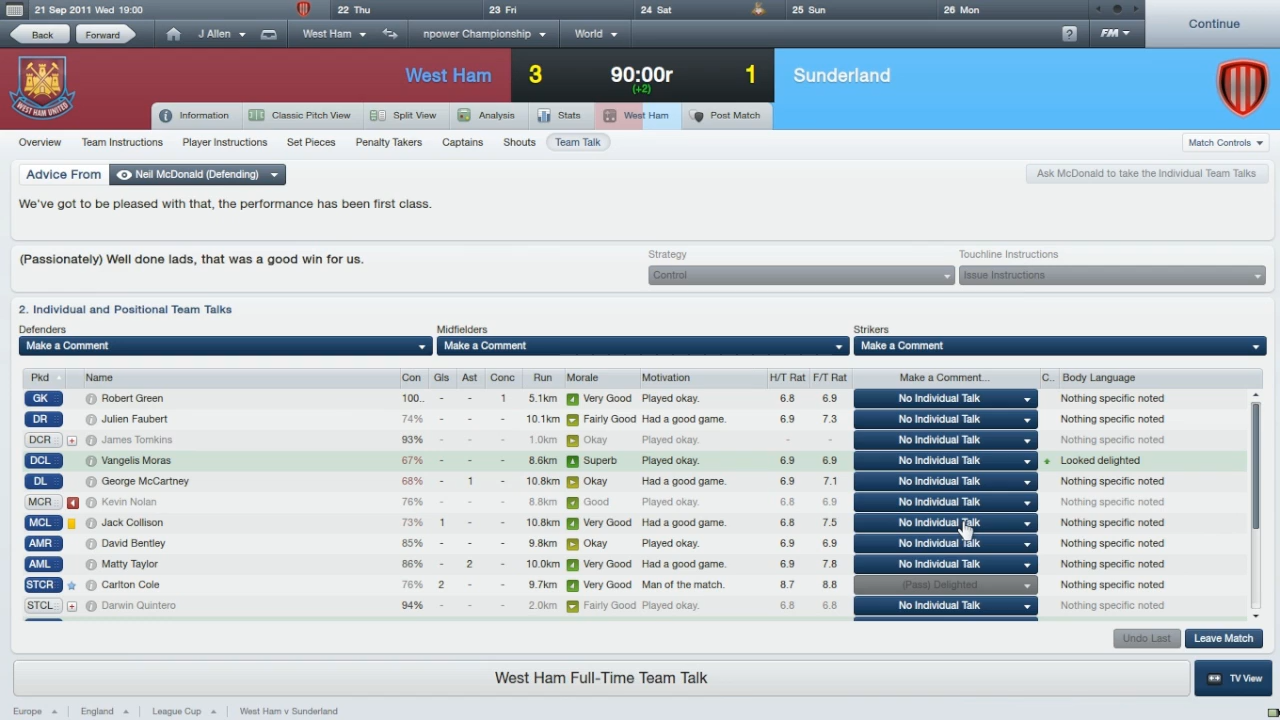 21 Sep 2011 Wed 19:00 22 Thu 23 Fri 24 Sat 25 Sun 26 Mon
Continue
Back Forward J Allen West Ham npower Championship World ? FM
WEST HAM UNITED
West Ham 3 90:00r 1 Sunderland
(+2)
Information Classic Pitch View Split View Analysis Stats West Ham Post Match
Overview Team Instructions Player Instructions Set Pieces Penalty Takers Captains Shouts Team Talk Match Controls
Advice From Neil McDonald (Defending) Ask McDonald to take the Individual Team Talks
We've got to be pleased with that, the performance has been first class.
(Passionately) Well done lads, that was a good win for us.
Strategy Touchline Instructions
Control Issue Instructions
2. Individual and Positional Team Talks
Defenders Midfielders Strikers
Make a Comment Make a Comment Make a Comment
Pkd Name Con Gls Ast Conc Run Morale Motivation H/T Rat F/T Rat Make a Comment... C.. Body Language
GK Robert Green 100.. - - 1 5.1km Very Good Played okay. 6.8 6.9 No Individual Talk Nothing specific noted
DR Julien Faubert 74% - - - 10.1km Fairly Good Had a good game. 6.9 7.3 No Individual Talk Nothing specific noted
DCR James Tomkins 93% - - - 1.0km Okay Played okay. - - No Individual Talk Nothing specific noted
DCL Vangelis Moras 67% - - - 8.6km Superb Played okay. 6.9 6.9 No Individual Talk Looked delighted
DL George McCartney 68% - 1 - 10.8km Okay Had a good game. 6.9 7.1 No Individual Talk Nothing specific noted
MCR Kevin Nolan 76% - - - 8.8km Good Played okay. 6.8 6.9 No Individual Talk Nothing specific noted
MCL Jack Collison 73% 1 - - 10.8km Very Good Had a good game. 6.8 7.5 No Individual Talk Nothing specific noted
AMR David Bentley 85% - - - 9.8km Okay Played okay. 6.9 6.9 No Individual Talk Nothing specific noted
AML Matty Taylor 86% - 2 - 10.0km Very Good Had a good game. 6.9 7.8 No Individual Talk Nothing specific noted
STCR Carlton Cole 76% 2 - - 9.7km Very Good Man of the match. 8.7 8.8 (Pass) Delighted Nothing specific noted
STCL Darwin Quintero 94% - - - 2.0km Fairly Good Played okay. 6.8 6.8 No Individual Talk Nothing specific noted
Undo Last Leave Match
West Ham Full-Time Team Talk TV View
Europe England League Cup West Ham v Sunderland